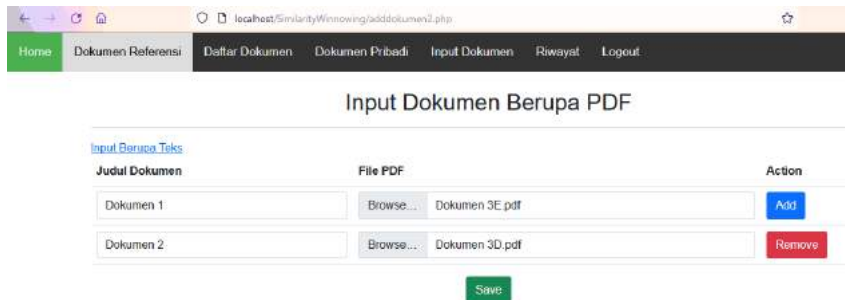 localhost/SimilarityWinnowing/adddokumen2.php
Home Dokumen Referensi Daftar Dokumen Dokumen Pribadi Input Dokumen Riwayat Logout
Input Dokumen Berupa PDF
Input Berupa Teks
Judul Dokumen File PDF Action
Dokumen 1 Browse... Dokumen 3E.pdf Add
Dokumen 2 Browse... Dokumen 3D.pdf Remove
Save